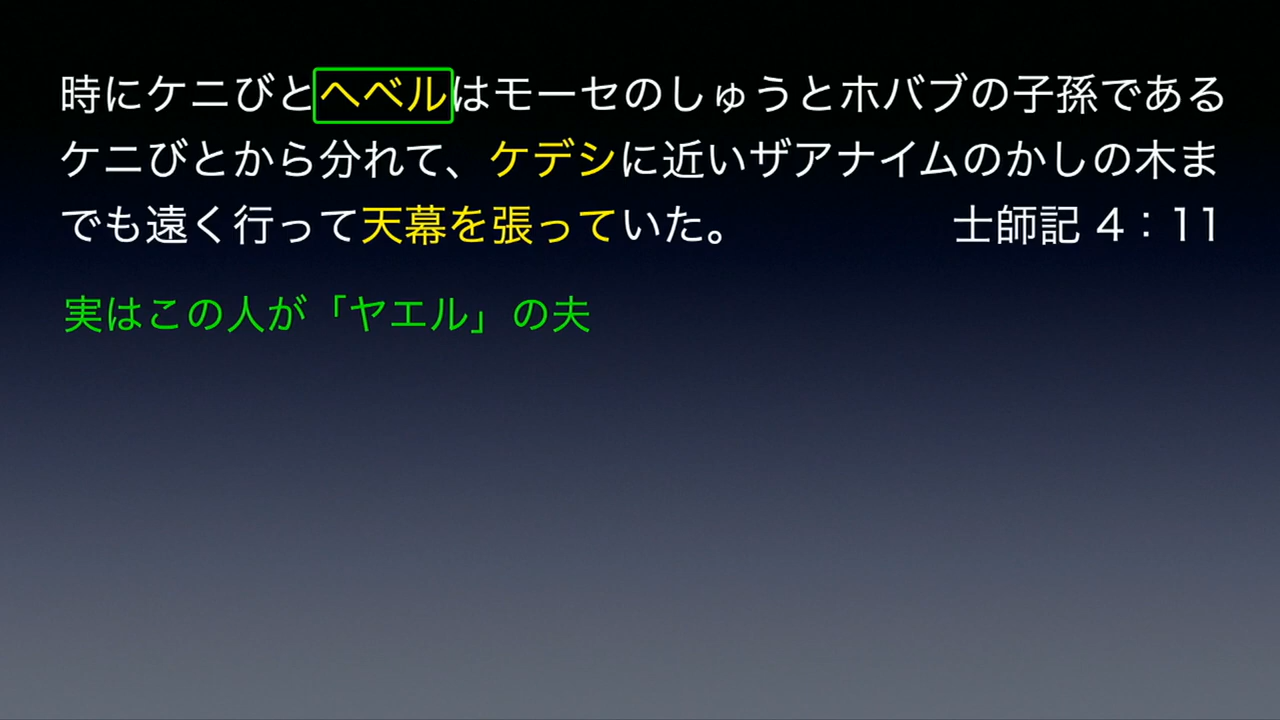 時にケニびとヘベルはモーセのしゅうとホバブの子孫である
ケニびとから分れて、ケデシに近いザアナイムのかしの木ま
でも遠く行って天幕を張っていた。 士師記 4：11
実はこの人が「ヤエル」の夫